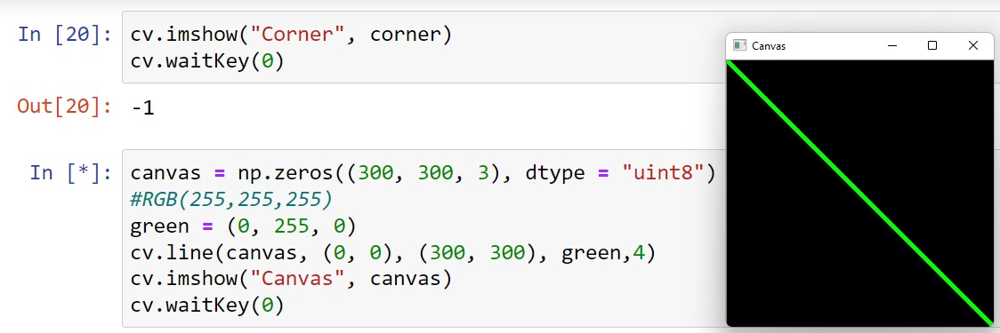 In [20]: cv.imshow("Corner", corner)
cv.waitKey(0)
Out[20]: -1
In [*]: canvas = np.zeros((300, 300, 3), dtype = "uint8")
#RGB(255,255,255)
green = (0, 255, 0)
cv.line(canvas, (0, 0), (300, 300), green,4)
cv.imshow("Canvas", canvas)
cv.waitKey(0)
Canvas